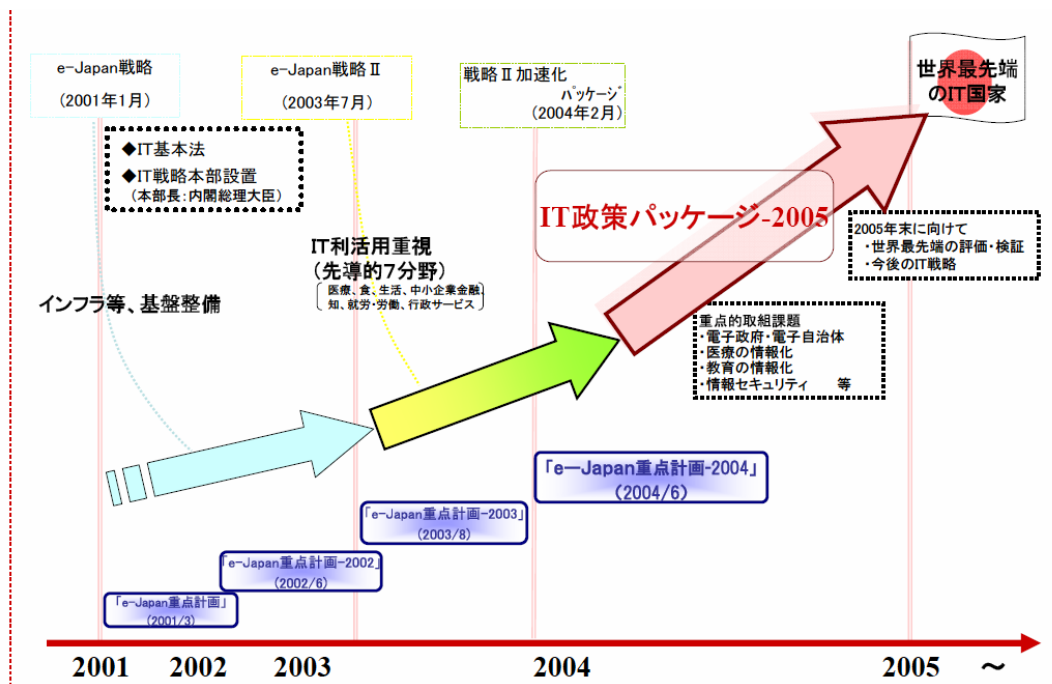 e-Japan戦略
(2001年1月)
e-Japan戦略Ⅱ
(2003年7月)
戦略Ⅱ加速化
パッケージ
(2004年2月)
世界最先端
のIT国家
◆IT基本法
◆IT戦略本部設置
(本部長:内閣総理大臣)
IT政策パッケージ-2005
2005年末に向けて
・世界最先端の評価・検証
・今後のIT戦略
IT利活用重視
(先導的7分野)
医療、食、生活、中小企業金融、
知、就労・労働、行政サービス
インフラ等、基盤整備
重点的取組課題
・電子政府・電子自治体
・医療の情報化
・教育の情報化
・情報セキュリティ 等
「e-Japan重点計画-2004」
(2004/6)
「e-Japan重点計画-2003」
(2003/8)
「e-Japan重点計画-2002」
(2002/6)
「e-Japan重点計画」
(2001/3)
2001 2002 2003 2004 2005 ～